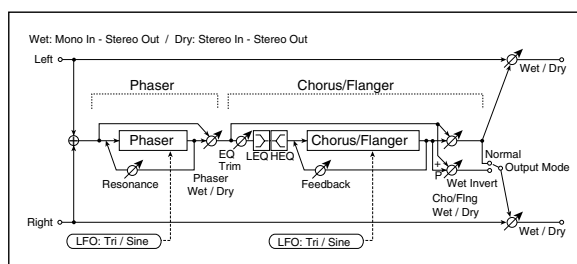 Wet: Mono In - Stereo Out / Dry: Stereo In - Stereo Out
Left
Wet / Dry
Phaser
Chorus/Flanger
Phaser
EQ
Trim
LEQ
HEQ
Chorus/Flanger
Normal
Output Mode
Resonance
Phaser
Wet / Dry
Feedback
+
P
Wet Invert
Cho/Flng
Wet / Dry
Right
Wet / Dry
LFO: Tri / Sine
LFO: Tri / Sine